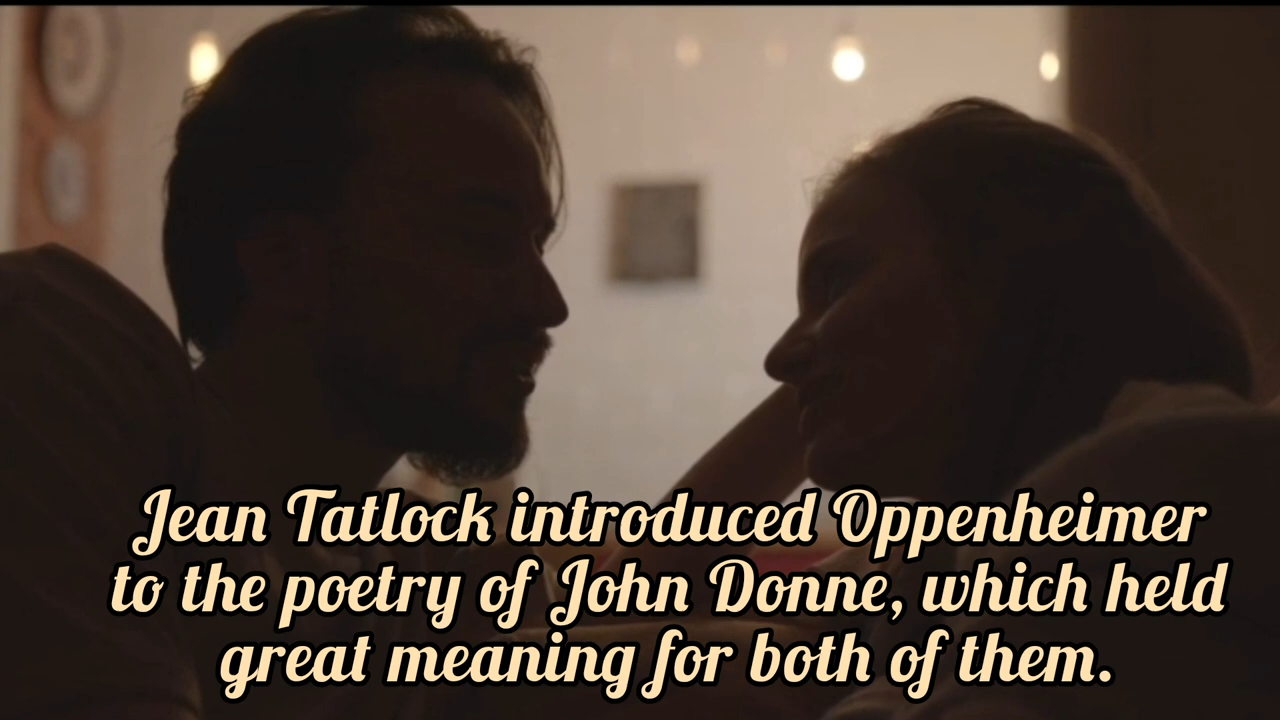 Jean Tatlock introduced Oppenheimer
to the poetry of John Donne, which held
great meaning for both of them.